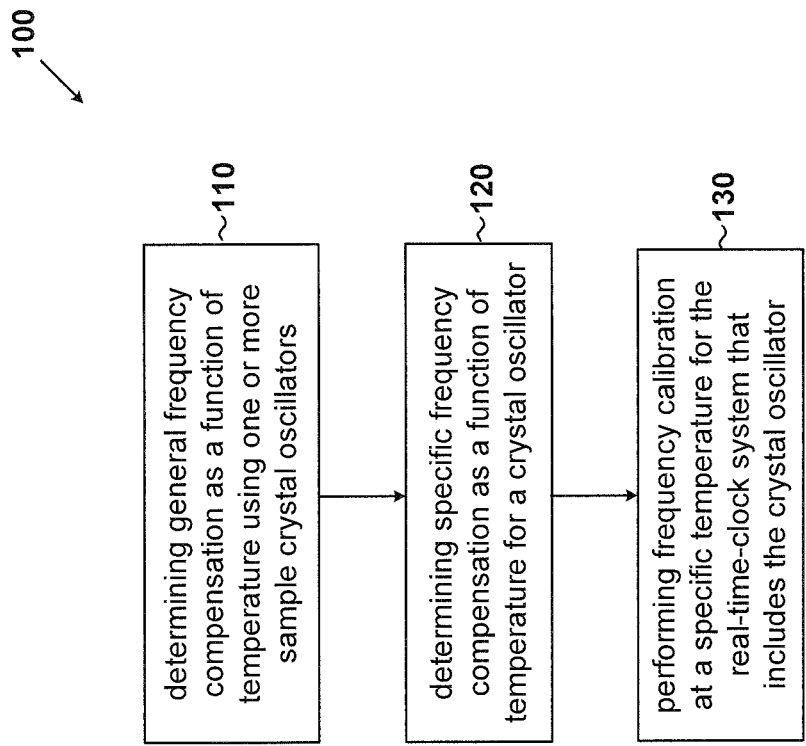 100
determining general frequency
compensation as a function of
temperature using one or more
sample crystal oscillators
~110
determining specific frequency
compensation as a function of
temperature for a crystal oscillator
~120
performing frequency calibration
at a specific temperature for the
real-time-clock system that
includes the crystal oscillator
~130